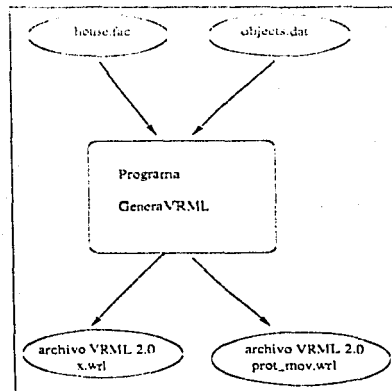 house.fac
objects.dat
Programa
GeneraVRML
archivo VRML 2.0
x.wrl
archivo VRML 2.0
prot_mov.wrl